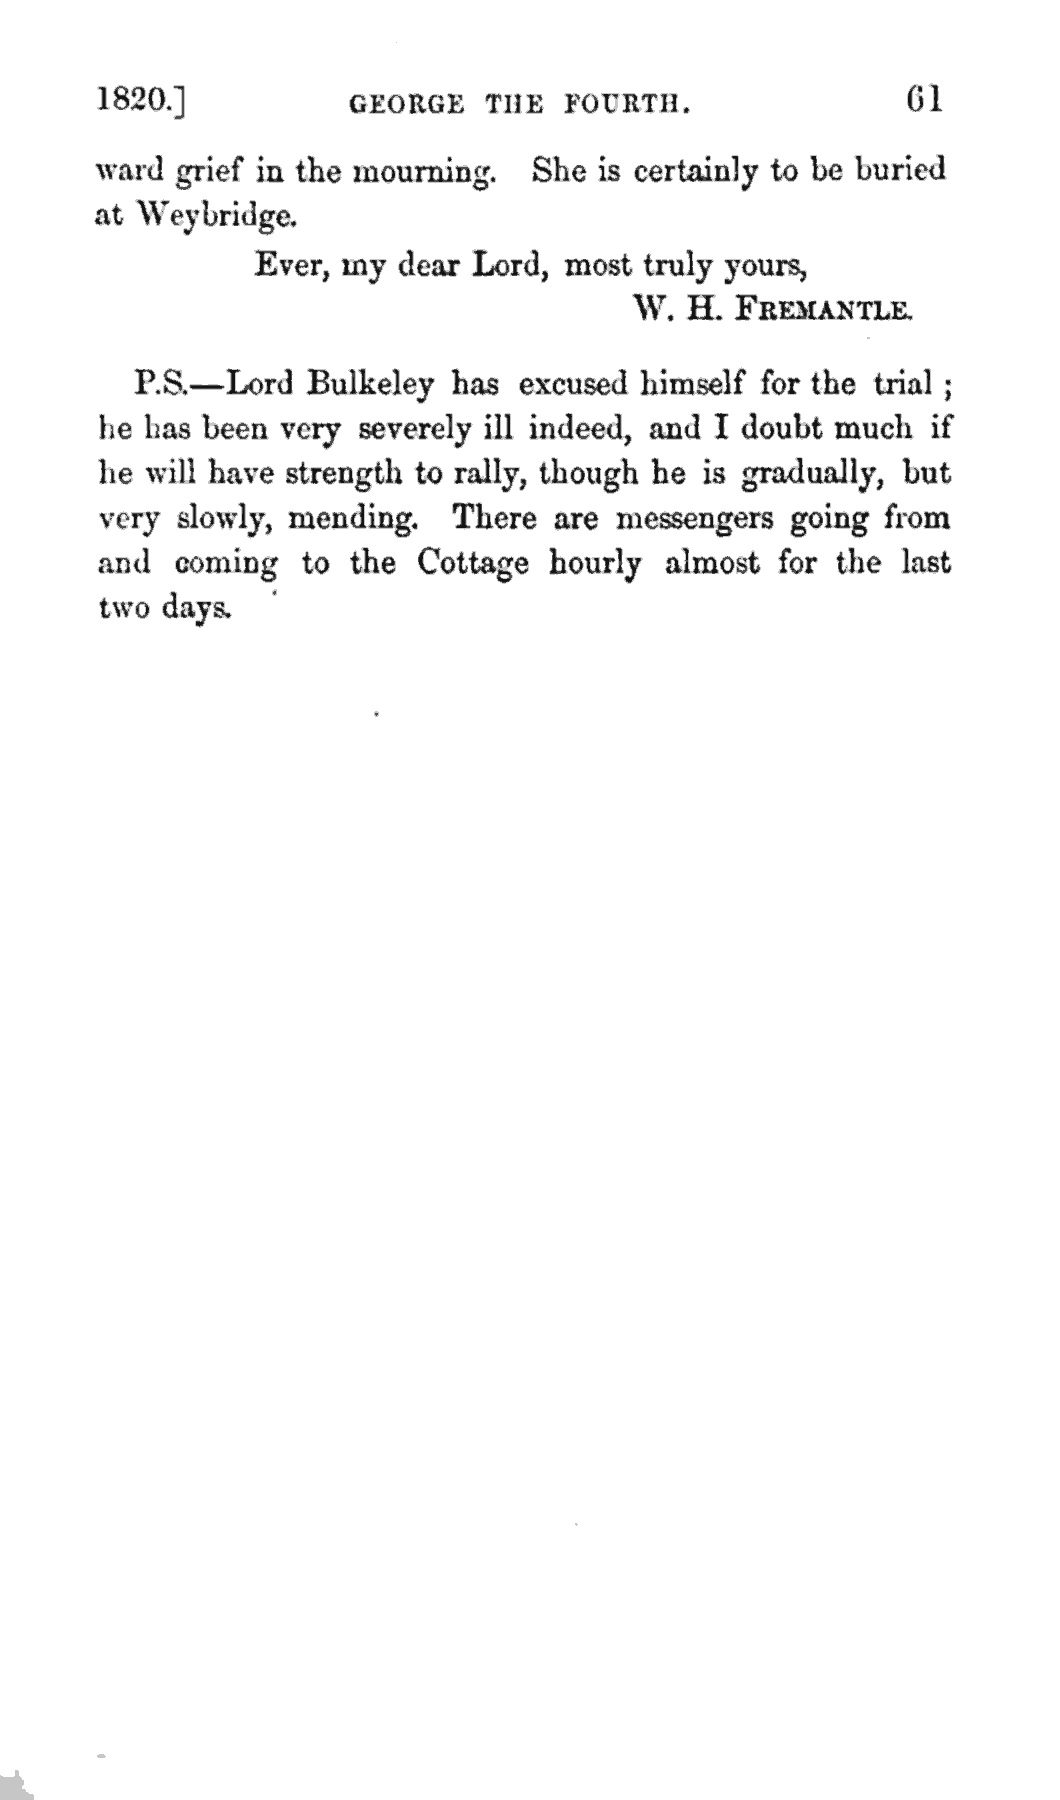 1820.] GEORGE THE FOURTH. 61
ward grief in the mourning. She is certainly to be buried
at Weybridge.
Ever, my dear Lord, most truly yours,
W. H. FREMANTLE.
P.S.—Lord Bulkeley has excused himself for the trial ;
he has been very severely ill indeed, and I doubt much if
he will have strength to rally, though he is gradually, but
very slowly, mending. There are messengers going from
and coming to the Cottage hourly almost for the last
two days.